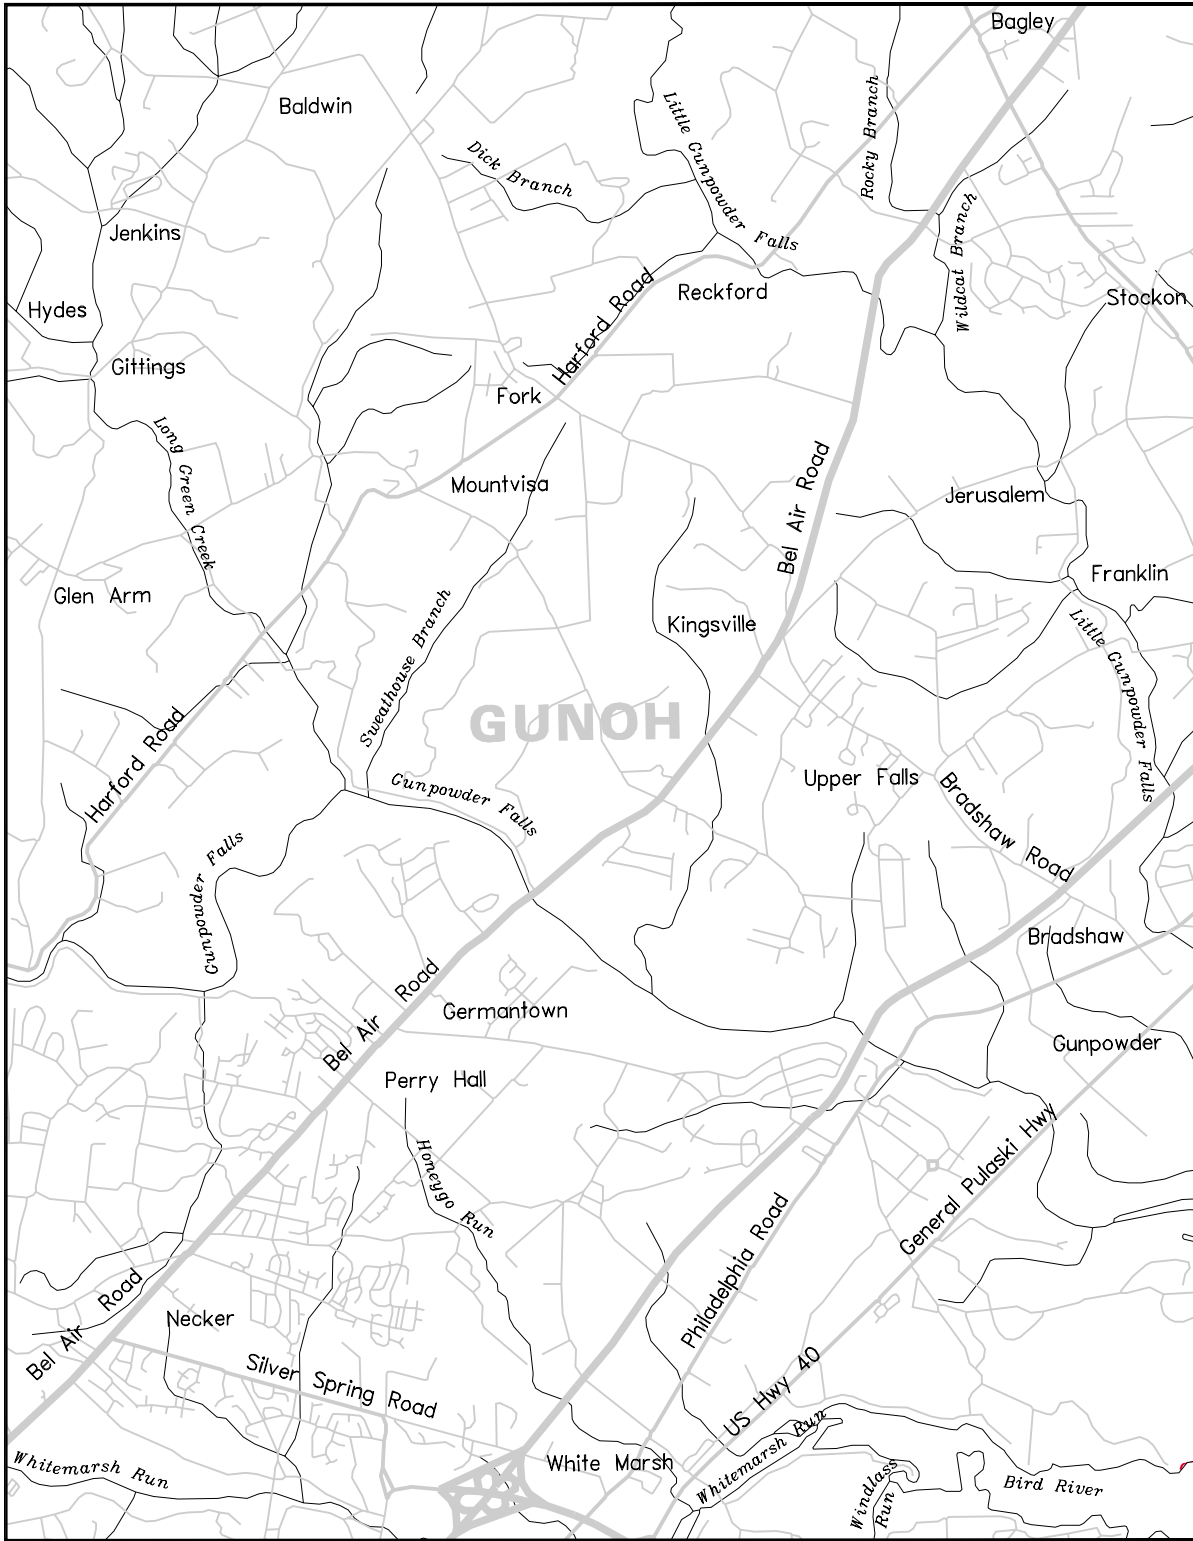 Bagley
Baldwin
Rocky Branch
Little Gunpowder Falls
Dick Branch
Jenkins
Wildcat Branch
Reckford
Stockon
Hydes
Harford Road
Gittings
Fork
Long Green Creek
Mountvisa
Bel Air Road
Jerusalem
Franklin
Glen Arm
Kingsville
Sweathouse Branch
Little Gunpowder Falls
GUNOH
Harford Road
Upper Falls
Gunpowder Falls
Bradshaw Road
Gunpowder Falls
Bradshaw
Bel Air Road
Germantown
Gunpowder
Perry Hall
General Pulaski Hwy
Honeygo Run
Philadelphia Road
Bel Air Road
Necker
Silver Spring Road
US Hwy 40
Whitemarsh Run
White Marsh
Whitemarsh Run
Windlass
Run
Bird River